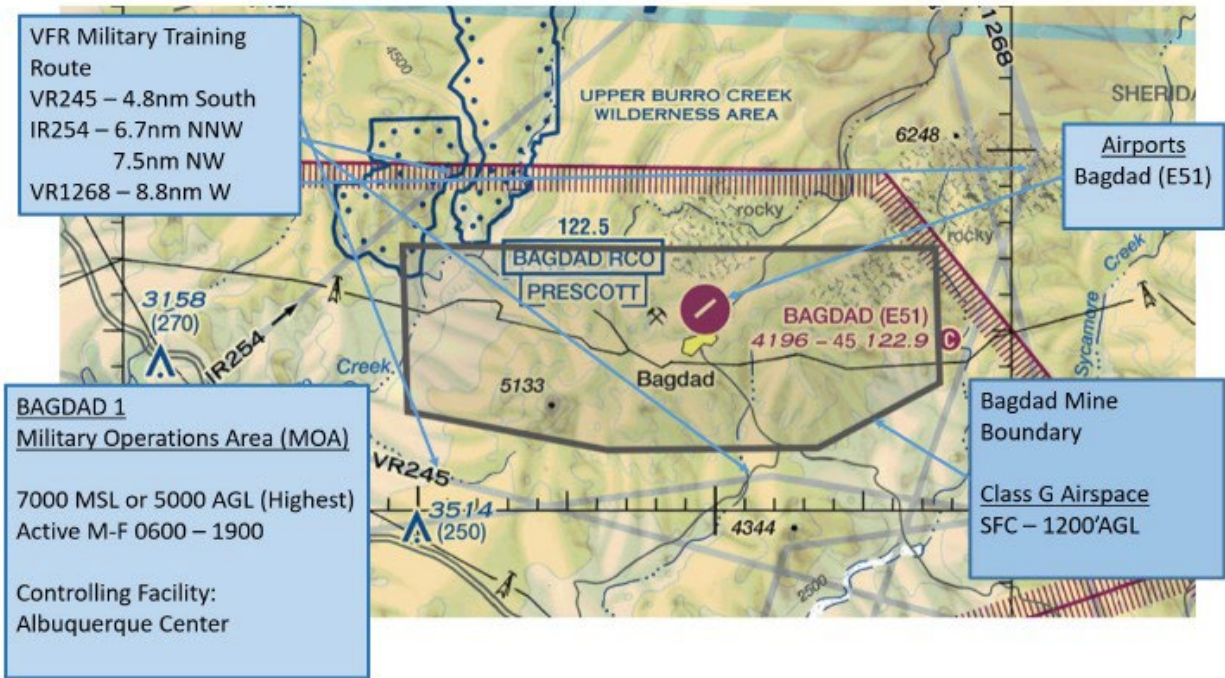 VFR Military Training
Route
VR245 – 4.8nm South
IR254 – 6.7nm NNW
7.5nm NW
VR1268 – 8.8nm W
4500
1268
UPPER BURRO CREEK
WILDERNESS AREA
SHERIDA
6248
Airports
Bagdad (E51)
rocky
rocky
122.5
BAGDAD RCO
PRESCOTT
Creek
Sycamore
3158
(270)
IR254
Creek
BAGDAD (E51)
4196 – 45 122.9
C
Bagdad
5133
BAGDAD 1
Military Operations Area (MOA)
7000 MSL or 5000 AGL (Highest)
Active M-F 0600 – 1900
Controlling Facility:
Albuquerque Center
VR245
3514
(250)
4344
2500
Bagdad Mine
Boundary
Class G Airspace
SFC – 1200'AGL